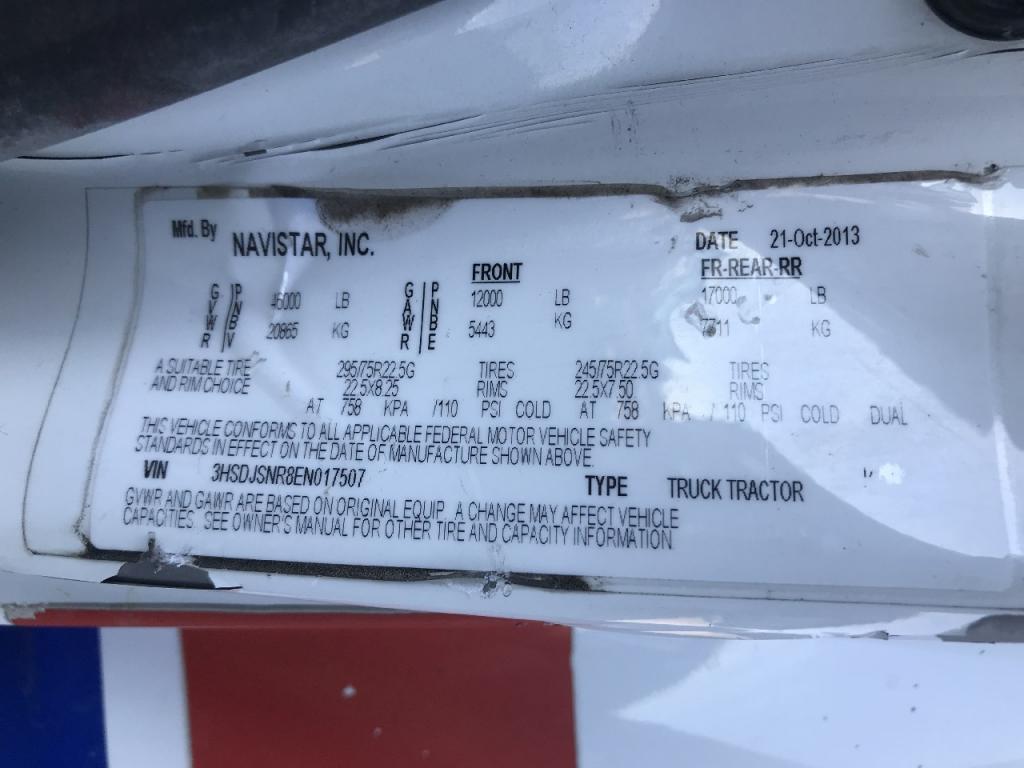 Mfd. By NAVISTAR, INC. DATE 21-Oct-2013
FRONT FR-REAR-RR
GVWR / PNBV 45000 LB GAWR / PNBE 12000 LB 17000 LB
20865 KG 5443 KG 7711 KG
A SUITABLE TIRE 295/75R22.5G TIRES 245/75R22.5G TIRES
AND RIM CHOICE 22.5X8.25 RIMS 22.5X7.50 RIMS
AT 758 KPA /110 PSI COLD AT 758 KPA / 110 PSI COLD DUAL
THIS VEHICLE CONFORMS TO ALL APPLICABLE FEDERAL MOTOR VEHICLE SAFETY
STANDARDS IN EFFECT ON THE DATE OF MANUFACTURE SHOWN ABOVE.
VIN 3HSDJSNR8EN017507 TYPE TRUCK TRACTOR
GVWR AND GAWR ARE BASED ON ORIGINAL EQUIP. A CHANGE MAY AFFECT VEHICLE
CAPACITIES. SEE OWNER'S MANUAL FOR OTHER TIRE AND CAPACITY INFORMATION